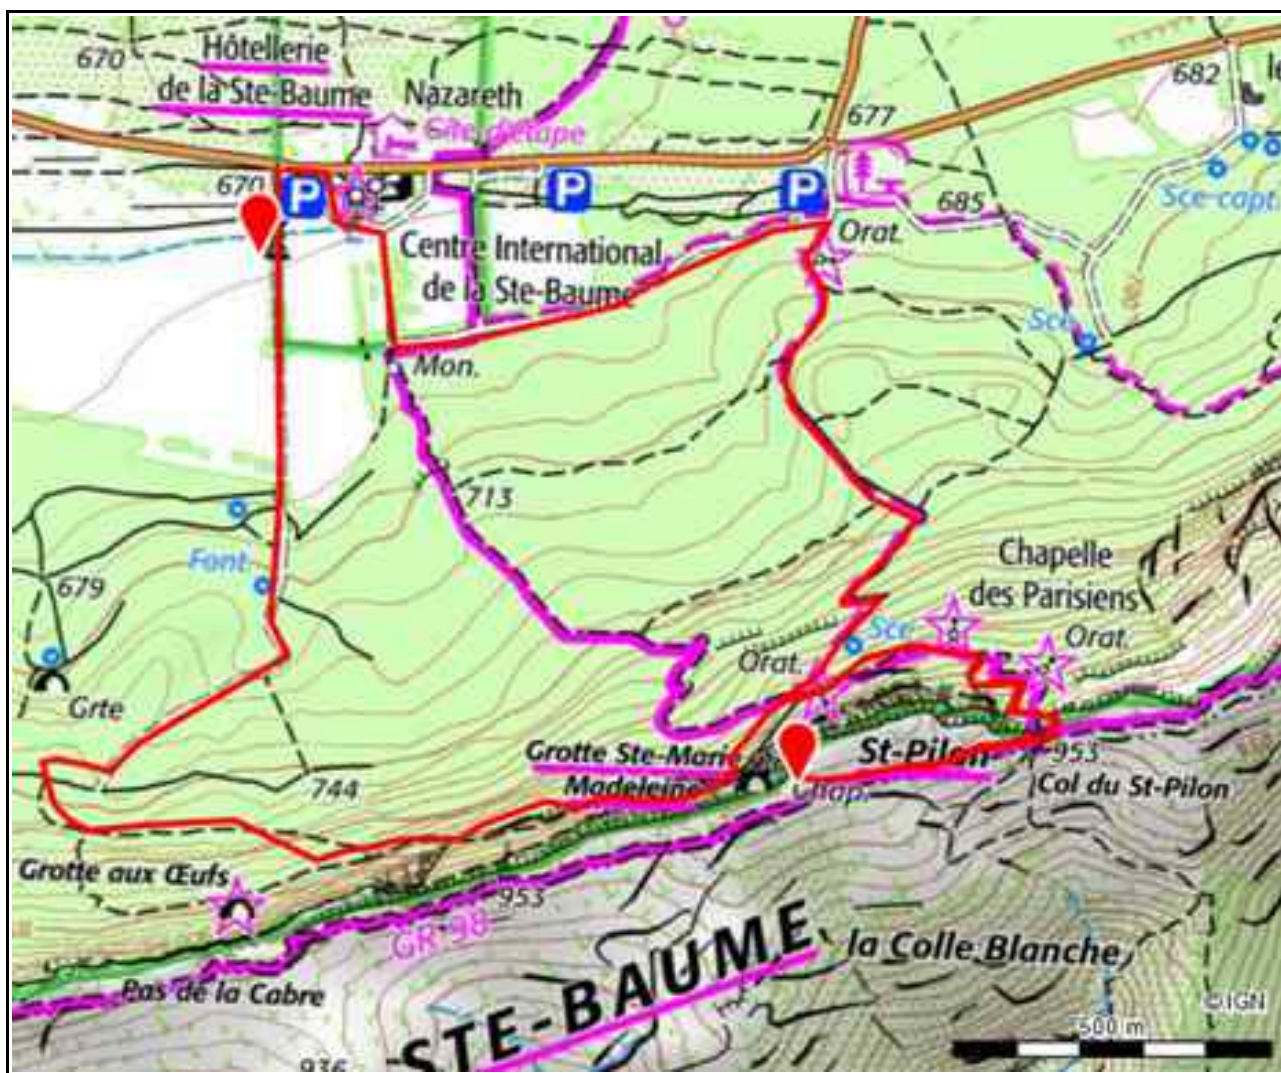 670
Hôtellerie
de la Ste-Baume
Nazareth
Gîte d'étape
682
le
677
P
P
P
670
Sce capt.
685
Orat.
Centre International
de la Ste-Baume
Sce
Mon.
713
Font
679
Chapelle
des Parisiens
Sce
Orat.
Orat.
Grte
Grotte Ste-Marie
Madeleine
St-Pilon
953
744
Chap.
Col du St-Pilon
Grotte aux Œufs
953
GR 98
STE-BAUME
la Colle Blanche
Pas de la Cabre
© IGN
500 m
936